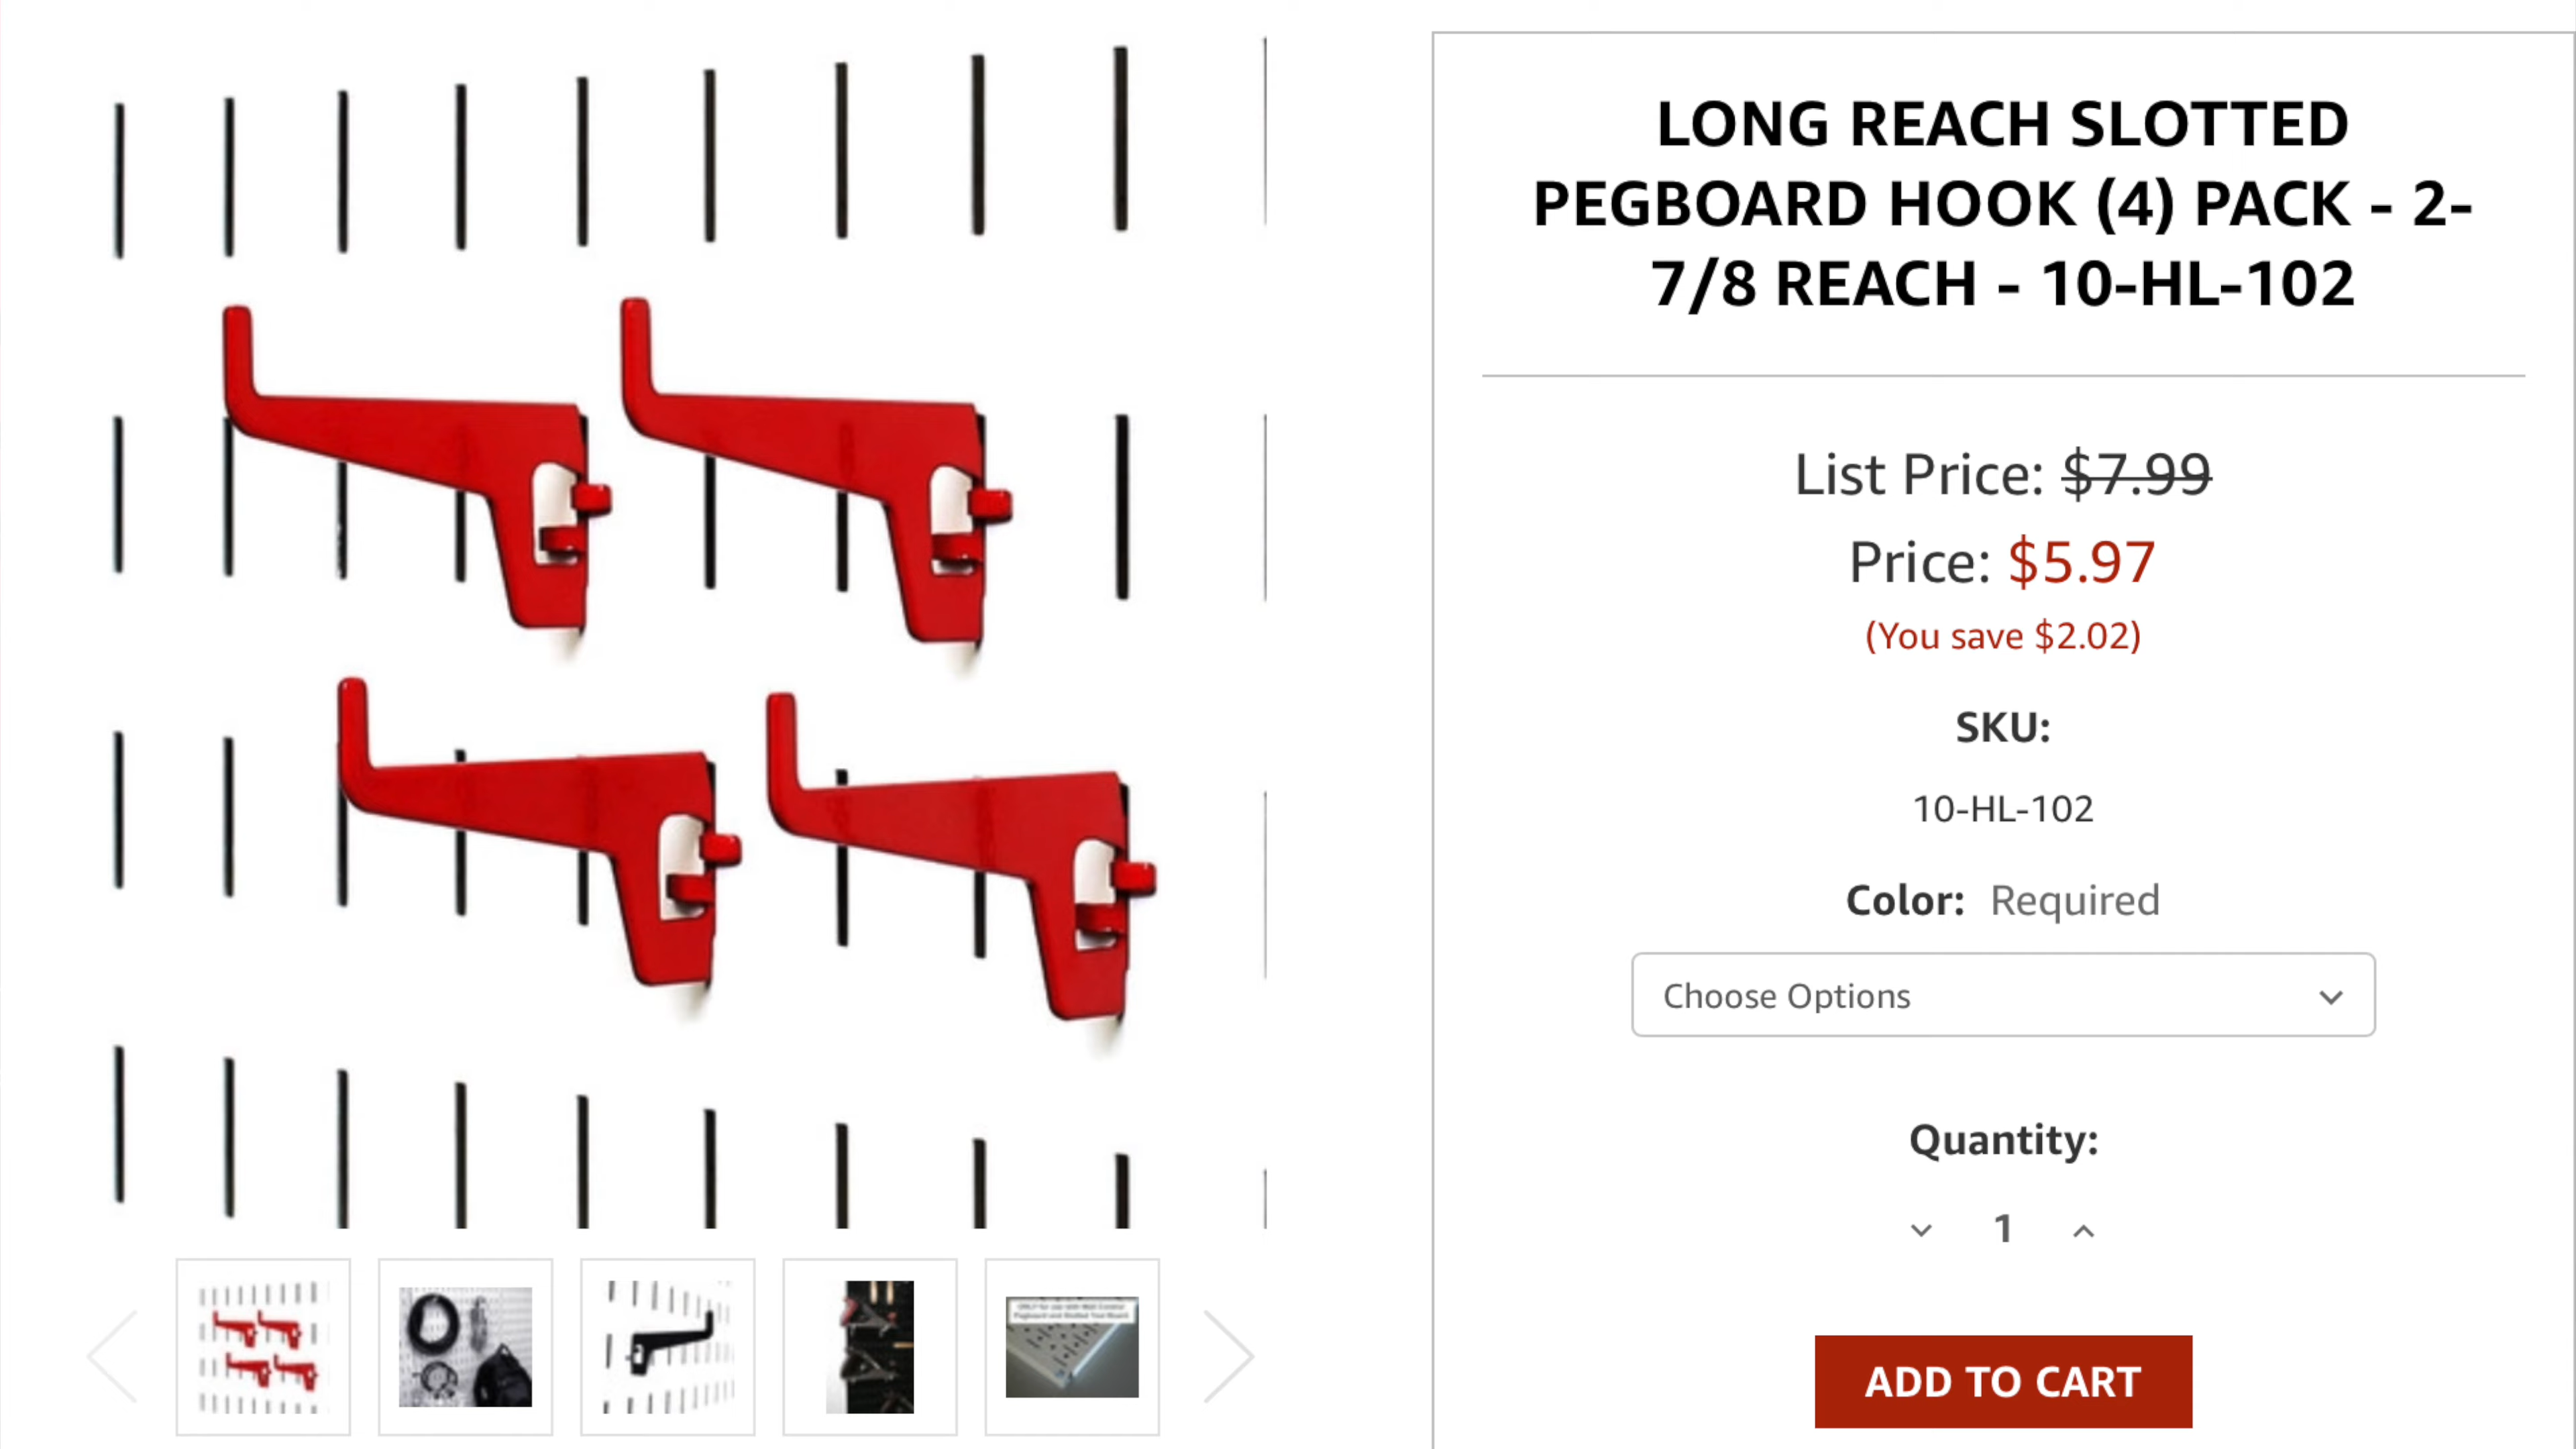 LONG REACH SLOTTED
PEGBOARD HOOK (4) PACK - 2-
7/8 REACH - 10-HL-102
List Price: $7.99
Price: $5.97
(You save $2.02)
SKU:
10-HL-102
Color: Required
Choose Options
Quantity:
1
ADD TO CART